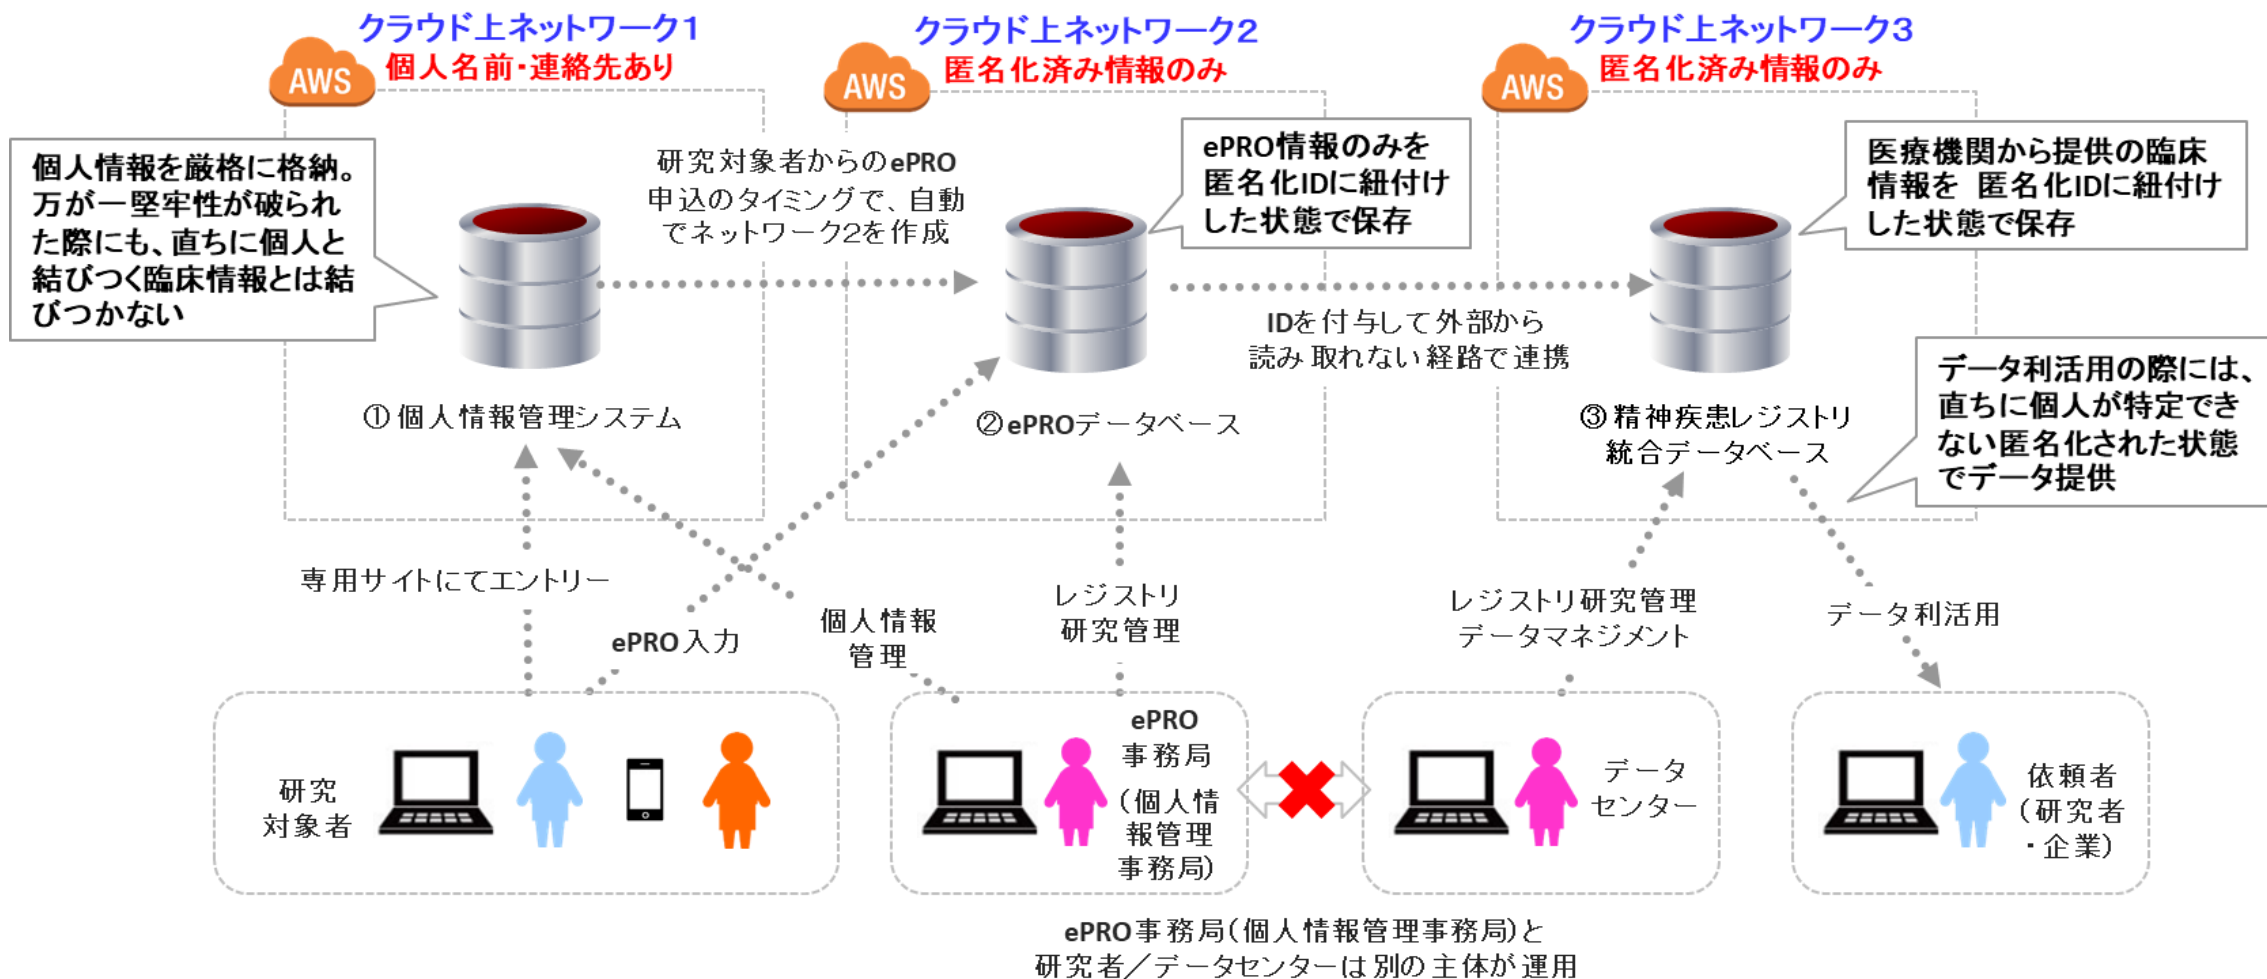 クラウド上ネットワーク1
個人名前・連絡先あり
AWS
クラウド上ネットワーク2
匿名化済み情報のみ
AWS
クラウド上ネットワーク3
匿名化済み情報のみ
AWS
個人情報を厳格に格納。
万が一堅牢性が破られ
た際にも、直ちに個人と
結びつく臨床情報とは結
びつかない
研究対象者からのePRO
申込のタイミングで、自動
でネットワーク2を作成
ePRO情報のみを
匿名化IDに紐付け
した状態で保存
医療機関から提供の臨床
情報を 匿名化IDに紐付け
した状態で保存
IDを付与して外部から
読み取れない経路で連携
データ利活用の際には、
直ちに個人が特定でき
ない匿名化された状態
でデータ提供
①個人情報管理システム
②ePROデータベース
③精神疾患レジストリ
統合データベース
専用サイトにてエントリー
ePRO入力
個人情報
管理
レジストリ
研究管理
レジストリ研究管理
データマネジメント
データ利活用
研究
対象者
ePRO
事務局
(個人情
報管理
事務局)
データ
センター
依頼者
(研究者
・企業)
ePRO事務局(個人情報管理事務局)と
研究者/データセンターは別の主体が運用